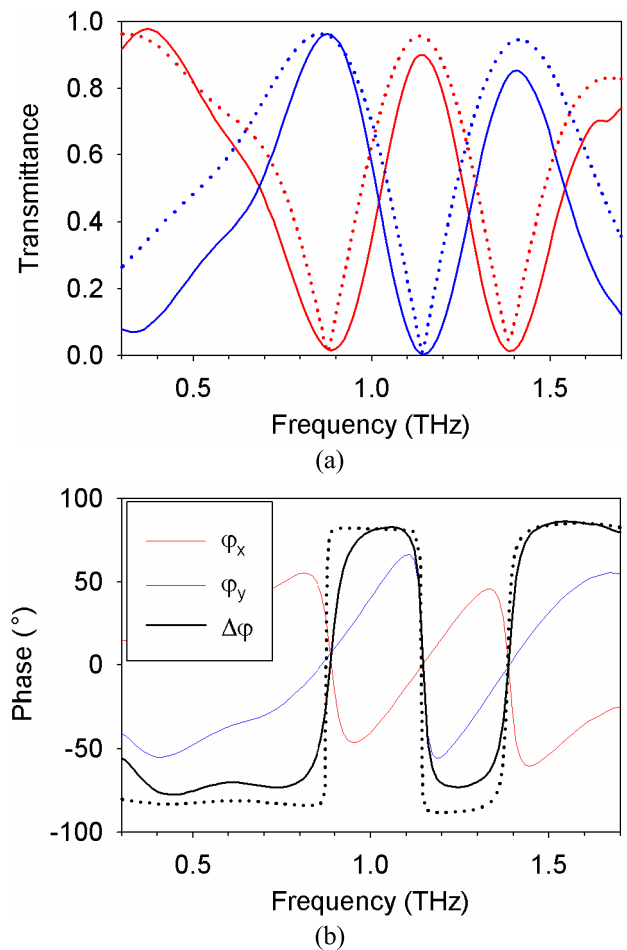 1.0
0.8
0.6
0.4
0.2
0.0
Transmittance
0.5 1.0 1.5
Frequency (THz)
(a)
100
50
0
-50
-100
Phase (°)
φx
φy
Δφ
0.5 1.0 1.5
Frequency (THz)
(b)